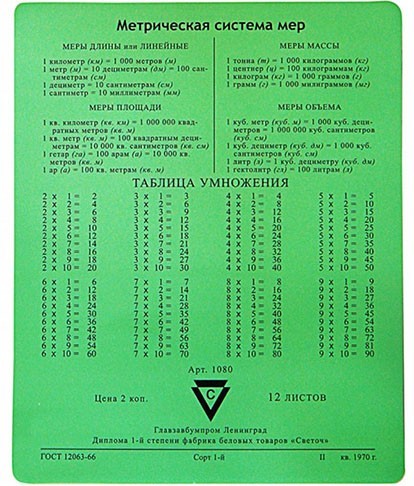 Метрическая система мер
МЕРЫ ДЛИНЫ или ЛИНЕЙНЫЕ
1 километр (км) = 1 000 метров (м)
1 метр (м) = 10 дециметрам (дм) = 100 сан-
тиметрам (см)
1 дециметр = 10 сантиметрам (см)
1 сантиметр = 10 миллиметрам (мм)
МЕРЫ МАССЫ
1 тонна (т) = 1 000 килограммов (кг)
1 центнер (ц) = 1 000 килограммов (кг)
1 килограм (кг) = 1 000 граммов (г)
1 грамм (г) = 1 000 милиграммов (мг)
МЕРЫ ПЛОЩАДИ
1 кв. километр (кв. км) = 1 000 000 квад-
ратных метров (кв. м)
1 кв. метр (кв. м) = 100 квадратным деци-
метрам = 10 000 кв. сантиметров (кв. см)
1 гетар (га) = 100 арам (а) = 10 000 кв.
метров (кв. м)
1 ар (а) = 100 кв. метрам (кв. м)
МЕРЫ ОБЪЕМА
1 куб. метр (куб. м) = 1 000 куб. деци-
метров = 1 000 000 куб. сантиметров
(куб. см)
1 куб. дециметр (куб. дм) = 1 000 куб.
сантиметров (куб. см)
1 литр (л) = 1 кубу. дециметру (куб. дм)
1 гектолитр (гл) = 100 литрам (л)
ТАБЛИЦА УМНОЖЕНИЯ
2 x 1 = 2 3 x 1 = 3 4 x 1 = 4 5 x 1 = 5
2 x 2 = 4 3 x 2 = 6 4 x 2 = 8 5 x 2 = 10
2 x 3 = 6 3 x 3 = 9 4 x 3 = 12 5 x 3 = 15
2 x 4 = 8 3 x 4 = 12 4 x 4 = 16 5 x 4 = 20
2 x 5 = 10 3 x 5 = 15 4 x 5 = 20 5 x 5 = 25
2 x 6 = 12 3 x 6 = 18 4 x 6 = 24 5 x 6 = 30
2 x 7 = 14 3 x 7 = 21 4 x 7 = 28 5 x 7 = 35
2 x 8 = 16 3 x 8 = 24 4 x 8 = 32 5 x 8 = 40
2 x 9 = 18 3 x 9 = 27 4 x 9 = 36 5 x 9 = 45
2 x 10 = 20 3 x 10 = 30 4 x 10 = 40 5 x 10 = 50
6 x 1 = 6 7 x 1 = 7 8 x 1 = 8 9 x 1 = 9
6 x 2 = 12 7 x 2 = 14 8 x 2 = 16 9 x 2 = 18
6 x 3 = 18 7 x 3 = 21 8 x 3 = 24 9 x 3 = 27
6 x 4 = 24 7 x 4 = 28 8 x 4 = 32 9 x 4 = 36
6 x 5 = 30 7 x 5 = 35 8 x 5 = 40 9 x 5 = 45
6 x 6 = 36 7 x 6 = 42 8 x 6 = 48 9 x 6 = 54
6 x 7 = 42 7 x 7 = 49 8 x 7 = 56 9 x 7 = 63
6 x 8 = 48 7 x 8 = 56 8 x 8 = 64 9 x 8 = 72
6 x 9 = 54 7 x 9 = 63 8 x 9 = 72 9 x 9 = 81
6 x 10 = 60 7 x 10 = 70 8 x 10 = 80 9 x 10 = 90
Арт. 1080
Цена 2 коп. С 12 ЛИСТОВ
Главзавбумпром Ленинград
Диплома 1-й степени фабрика беловых товаров «Светоч»
ГОСТ 12063-66 Сорт 1-й II кв. 1970 г.